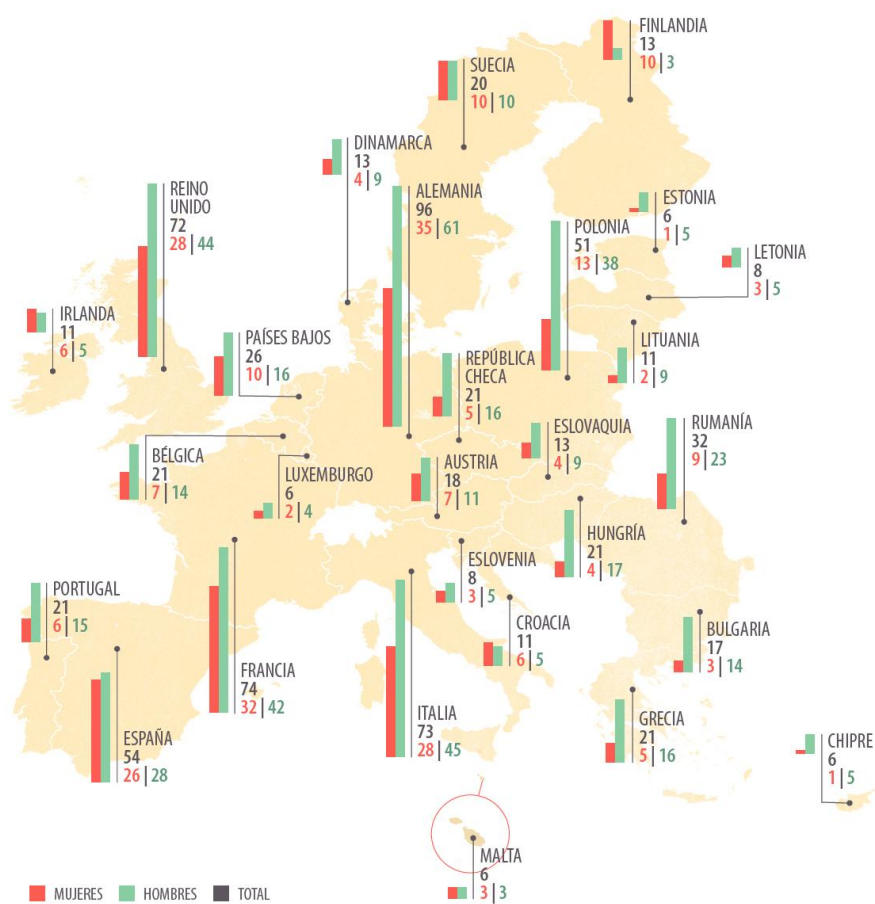 FINLANDIA
13
10 | 3
SUECIA
20
10 | 10
DINAMARCA
13
4 | 9
REINO
UNIDO
72
28 | 44
ALEMANIA
96
35 | 61
ESTONIA
6
1 | 5
POLONIA
51
13 | 38
LETONIA
8
3 | 5
IRLANDA
11
6 | 5
PAÍSES BAJOS
26
10 | 16
LITUANIA
11
2 | 9
REPÚBLICA
CHECA
21
5 | 16
ESLOVAQUIA
13
4 | 9
RUMANÍA
32
9 | 23
BÉLGICA
21
7 | 14
LUXEMBURGO
6
2 | 4
AUSTRIA
18
7 | 11
HUNGRÍA
21
4 | 17
ESLOVENIA
8
3 | 5
PORTUGAL
21
6 | 15
CROACIA
11
6 | 5
BULGARIA
17
3 | 14
FRANCIA
74
32 | 42
ITALIA
73
28 | 45
GRECIA
21
5 | 16
ESPAÑA
54
26 | 28
CHIPRE
6
1 | 5
MALTA
6
3 | 3
MUJERES HOMBRES TOTAL